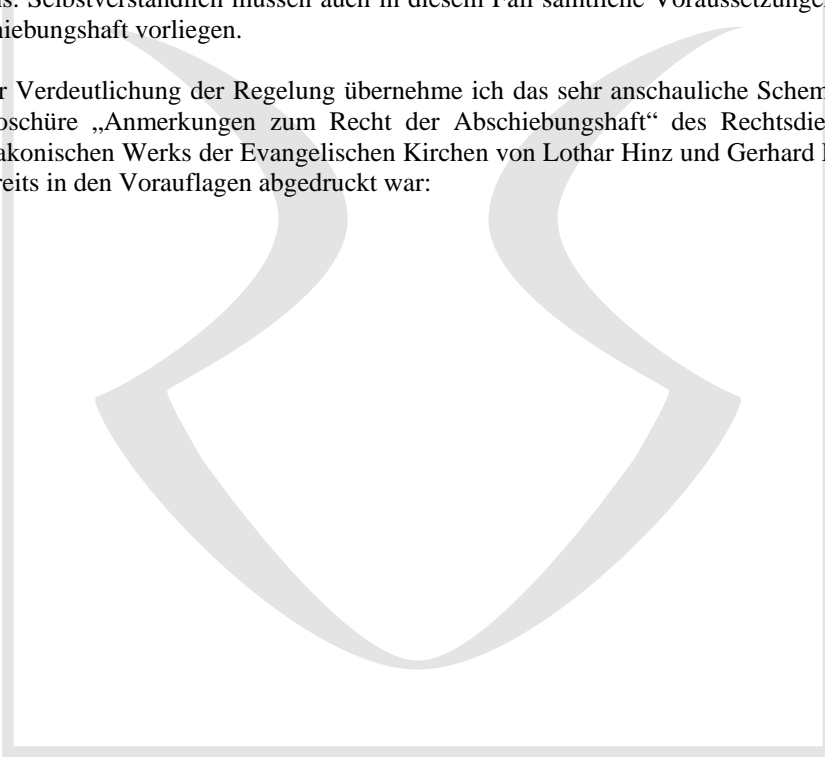 Selbstverständlich müssen auch in diesem Fall sämtliche Voraussetzungen
hiebungshaft vorliegen.
r Verdeutlichung der Regelung übernehme ich das sehr anschauliche Schem
oschüre „Anmerkungen zum Recht der Abschiebungshaft“ des Rechtsdie
akonischen Werks der Evangelischen Kirchen von Lothar Hinz und Gerhard
reits in den Vorauflagen abgedruckt war: